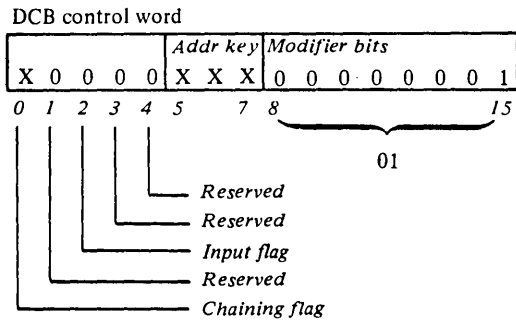 DCB control word
Addr key Modifier bits
X 0 0 0 0 X X X 0 0 0 0 0 0 0 1
0 1 2 3 4 5 7 8 15
01
Reserved
Reserved
Input flag
Reserved
Chaining flag